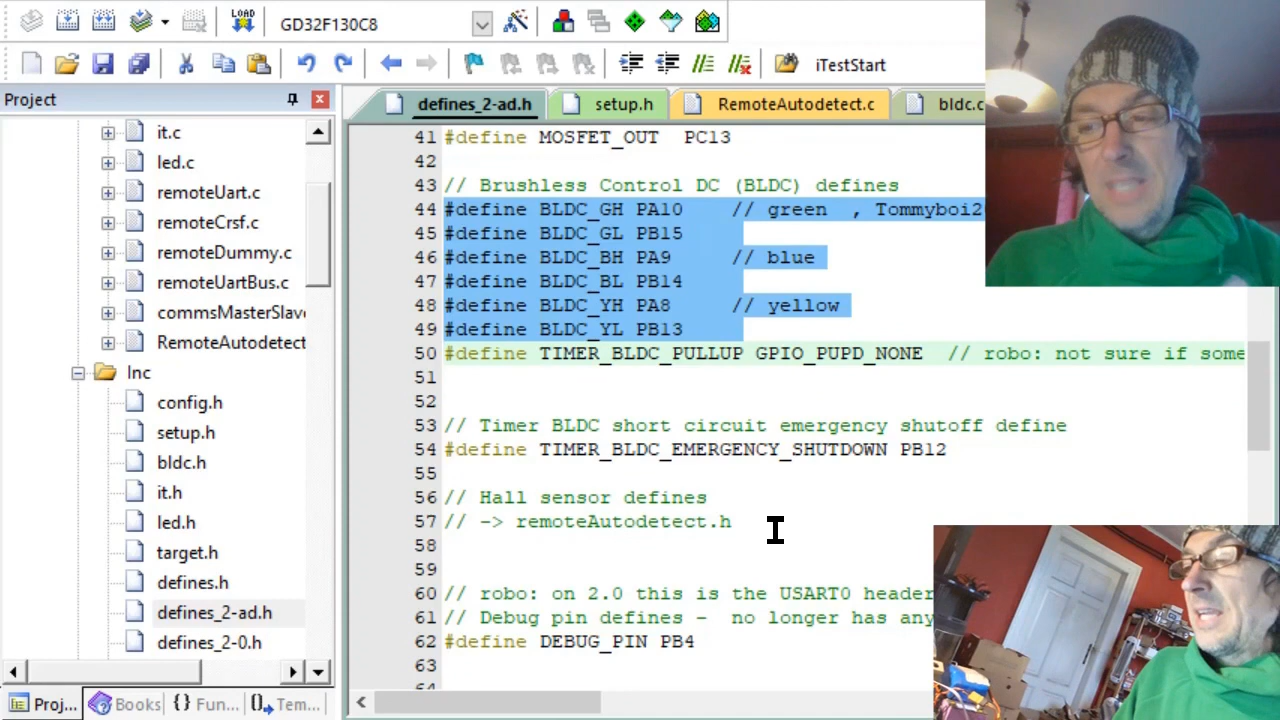 LOAD
GD32F130C8
iTestStart
Project
defines_2-ad.h
setup.h
RemoteAutodetect.c
bldc.c
it.c
led.c
remoteUart.c
remoteCrsf.c
remoteDummy.c
remoteUartBus.c
commsMasterSlav
RemoteAutodetect
Inc
config.h
setup.h
bldc.h
it.h
led.h
target.h
defines.h
defines_2-ad.h
defines_2-0.h
Proj...
Books
{} Fun...
Tem...
41 #define MOSFET_OUT PC13
42
43 // Brushless Control DC (BLDC) defines
44 #define BLDC_GH PA10 // green , Tommyboi2
45 #define BLDC_GL PB15
46 #define BLDC_BH PA9 // blue
47 #define BLDC_BL PB14
48 #define BLDC_YH PA8 // yellow
49 #define BLDC_YL PB13
50 #define TIMER_BLDC_PULLUP GPIO_PUPD_NONE // robo: not sure if some
51
52
53 // Timer BLDC short circuit emergency shutoff define
54 #define TIMER_BLDC_EMERGENCY_SHUTDOWN PB12
55
56 // Hall sensor defines
57 // -> remoteAutodetect.h
58
59
60 // robo: on 2.0 this is the USART0 header
61 // Debug pin defines - no longer has any
62 #define DEBUG_PIN PB4
63